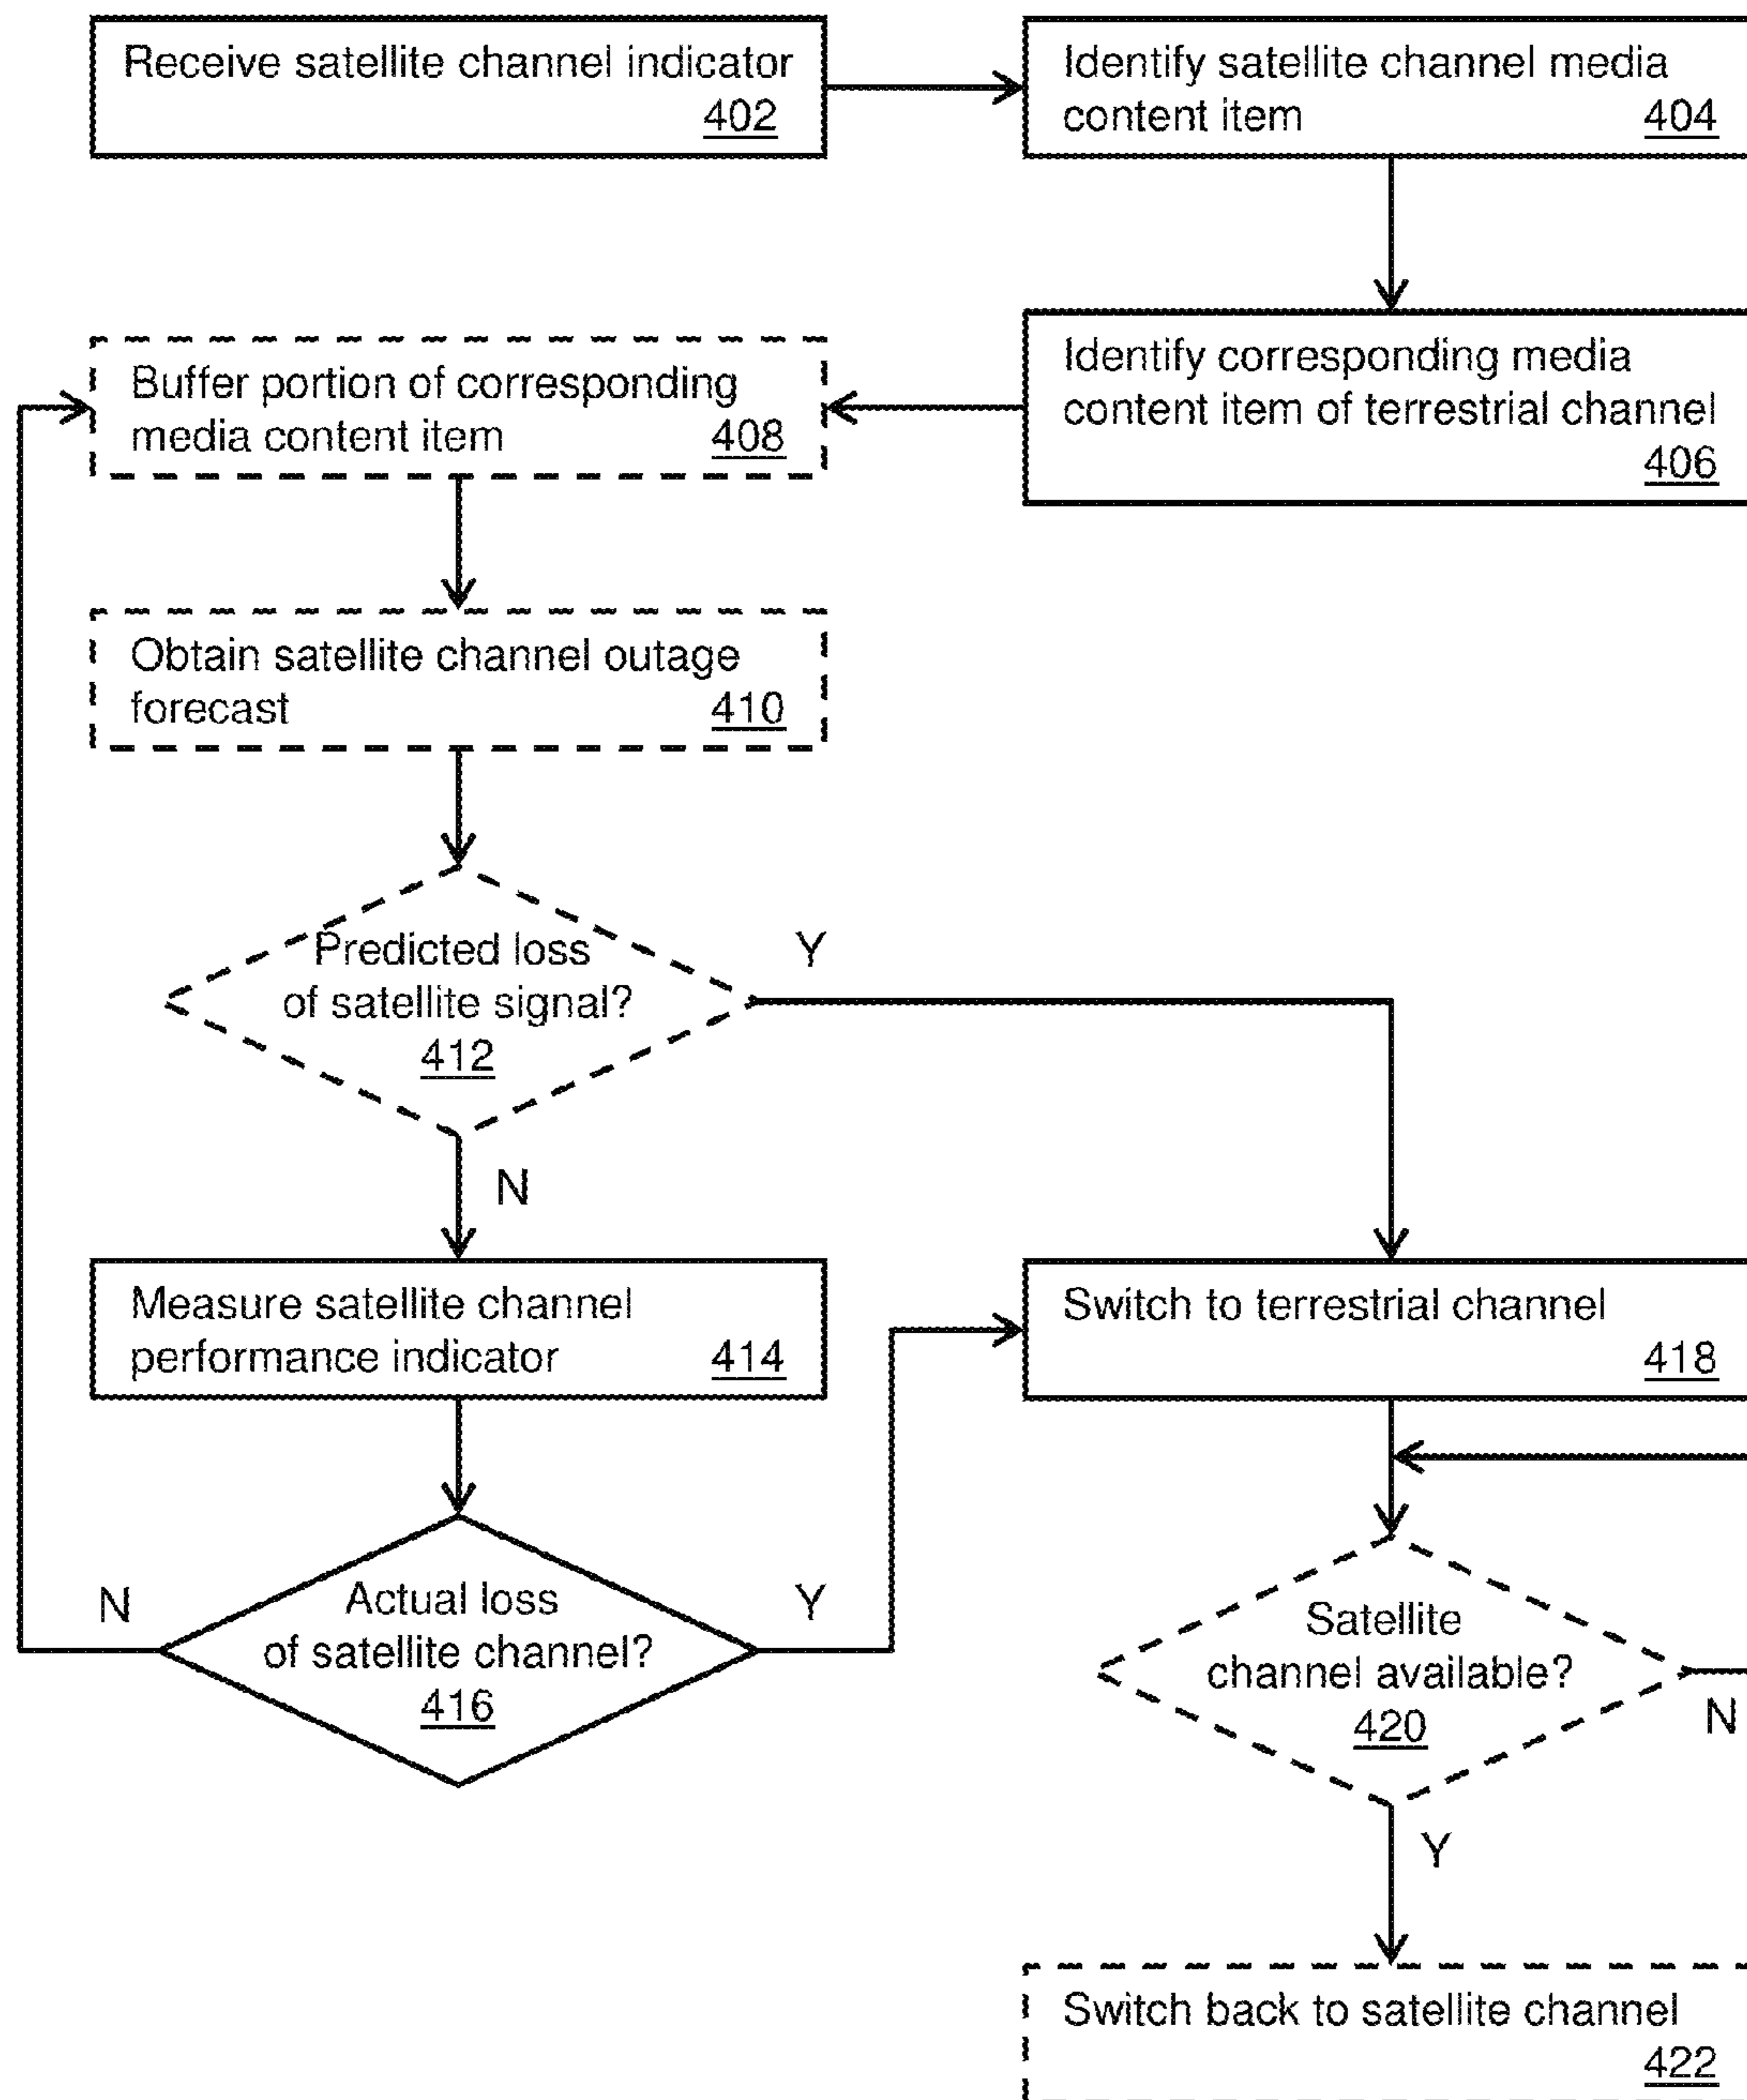 Receive satellite channel indicator
402
Identify satellite channel media
content item 404
Identify corresponding media
content item of terrestrial channel
406
Buffer portion of corresponding
media content item 408
Obtain satellite channel outage
forecast 410
Predicted loss
of satellite signal?
412
Y
N
Measure satellite channel
performance indicator 414
Switch to terrestrial channel
418
Actual loss
of satellite channel?
416
N
Y
Satellite
channel available?
420
N
Y
Switch back to satellite channel
422